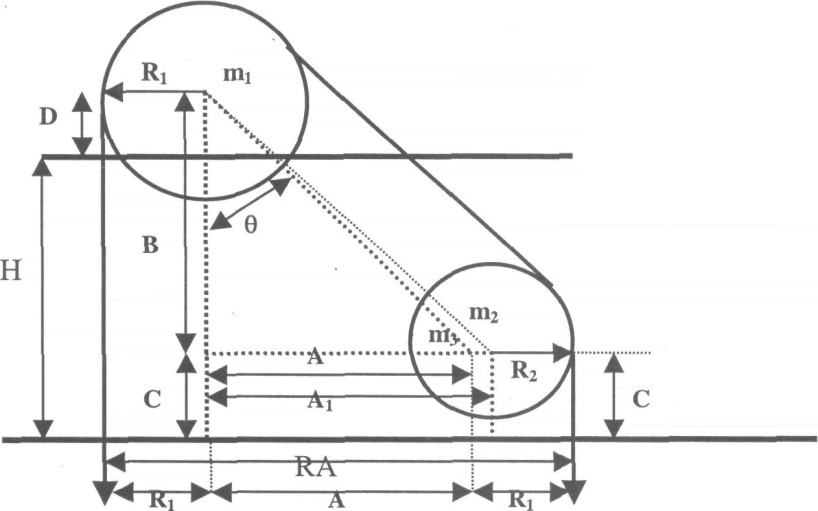 R₁ m₁
D
θ
B
H
m₂
m₃
A
R₂
C A₁ C
RA
R₁ A R₁